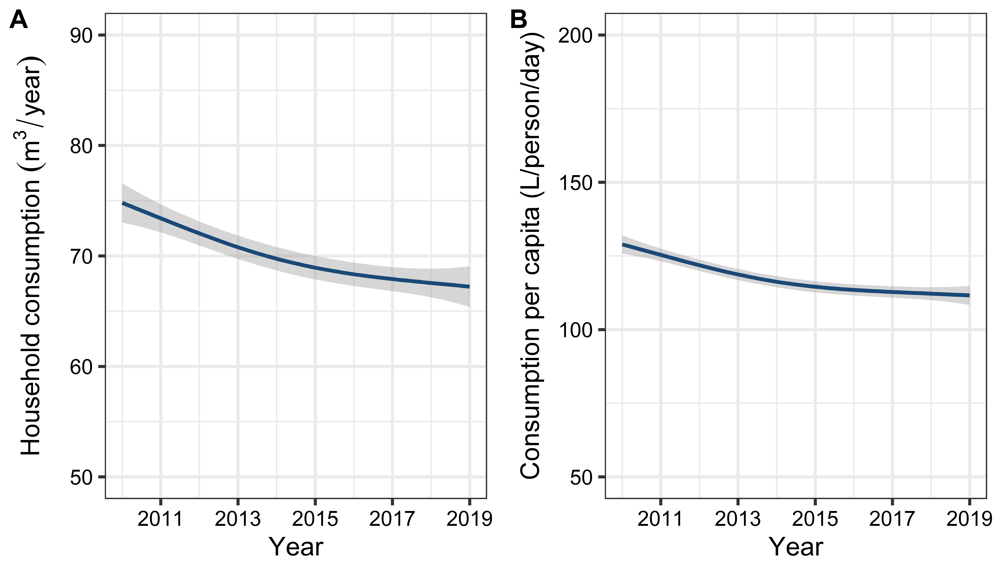 A
Household consumption (m³/year)
90
80
70
60
50
2011 2013 2015 2017 2019
Year
B
Consumption per capita (L/person/day)
200
150
100
50
2011 2013 2015 2017 2019
Year